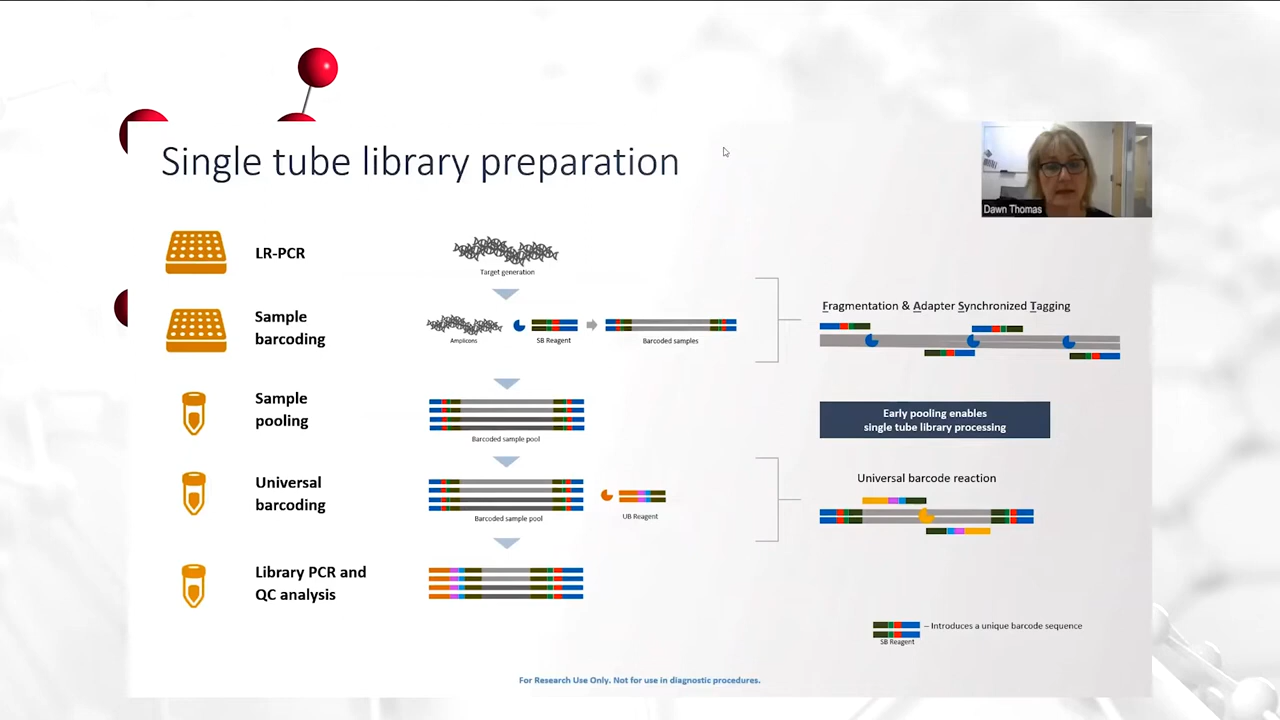 Single tube library preparation
Dawn Thomas
LR-PCR
Target generation
Sample
barcoding
Amplicons
SB Reagent
Barcoded samples
Fragmentation & Adapter Synchronized Tagging
Sample
pooling
Barcoded sample pool
Early pooling enables
single tube library processing
Universal
barcoding
Barcoded sample pool
UB Reagent
Universal barcode reaction
Library PCR and
QC analysis
SB Reagent
– Introduces a unique barcode sequence
For Research Use Only. Not for use in diagnostic procedures.